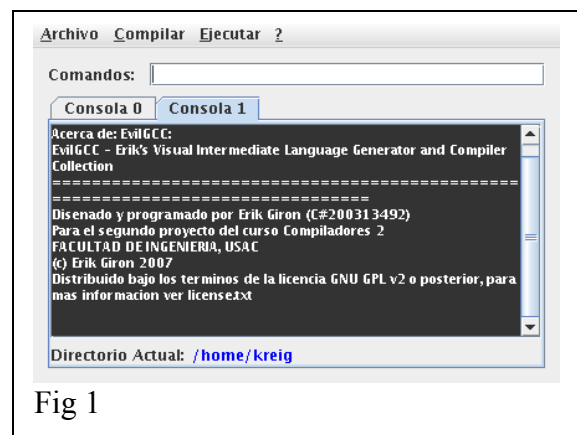 Archivo Compilar Ejecutar ?
Comandos:
Consola 0 Consola 1
Acerca de: EvilGCC:
EvilGCC - Erik's Visual Intermediate Language Generator and Compiler
Collection
===================================================
==================================
Disenado y programado por Erik Giron (C#200313492)
Para el segundo proyecto del curso Compiladores 2
FACULTAD DE INGENIERIA, USAC
(c) Erik Giron 2007
Distribuido bajo los terminos de la licencia GNU GPL v2 o posterior, para
mas informacion ver license.txt
Directorio Actual: /home/kreig
Fig 1